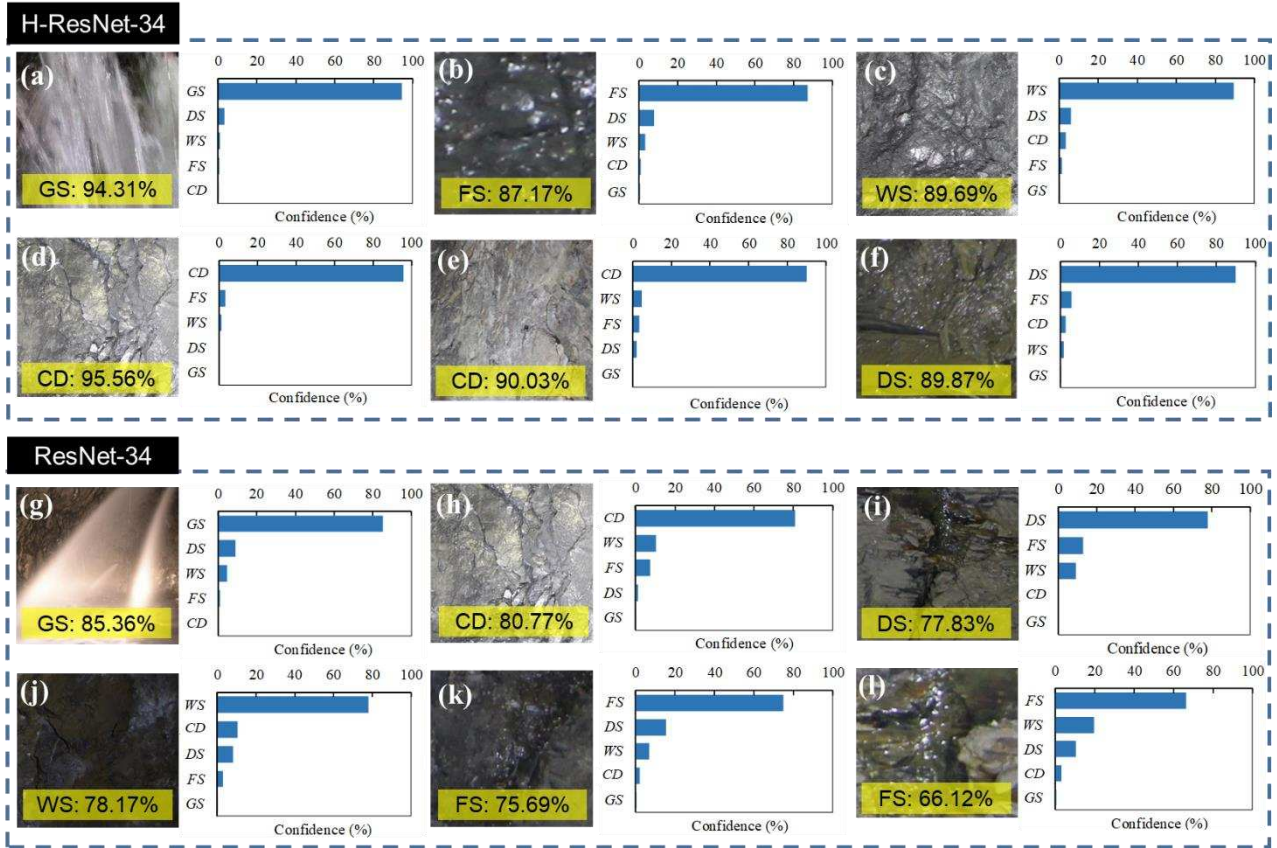 H-ResNet-34
(a)
GS: 94.31%
0 20 40 60 80 100
GS
DS
WS
FS
CD
Confidence (%)
(b)
FS: 87.17%
0 20 40 60 80 100
FS
DS
WS
CD
GS
Confidence (%)
(c)
WS: 89.69%
0 20 40 60 80 100
WS
DS
CD
FS
GS
Confidence (%)
(d)
CD: 95.56%
0 20 40 60 80 100
CD
FS
WS
DS
GS
Confidence (%)
(e)
CD: 90.03%
0 20 40 60 80 100
CD
WS
FS
DS
GS
Confidence (%)
(f)
DS: 89.87%
0 20 40 60 80 100
DS
FS
CD
WS
GS
Confidence (%)
ResNet-34
(g)
GS: 85.36%
0 20 40 60 80 100
GS
DS
WS
FS
CD
Confidence (%)
(h)
CD: 80.77%
0 20 40 60 80 100
CD
WS
FS
DS
GS
Confidence (%)
(i)
DS: 77.83%
0 20 40 60 80 100
DS
FS
WS
CD
GS
Confidence (%)
(j)
WS: 78.17%
0 20 40 60 80 100
WS
CD
DS
FS
GS
Confidence (%)
(k)
FS: 75.69%
0 20 40 60 80 100
FS
DS
WS
CD
GS
Confidence (%)
(l)
FS: 66.12%
0 20 40 60 80 100
FS
WS
DS
CD
GS
Confidence (%)